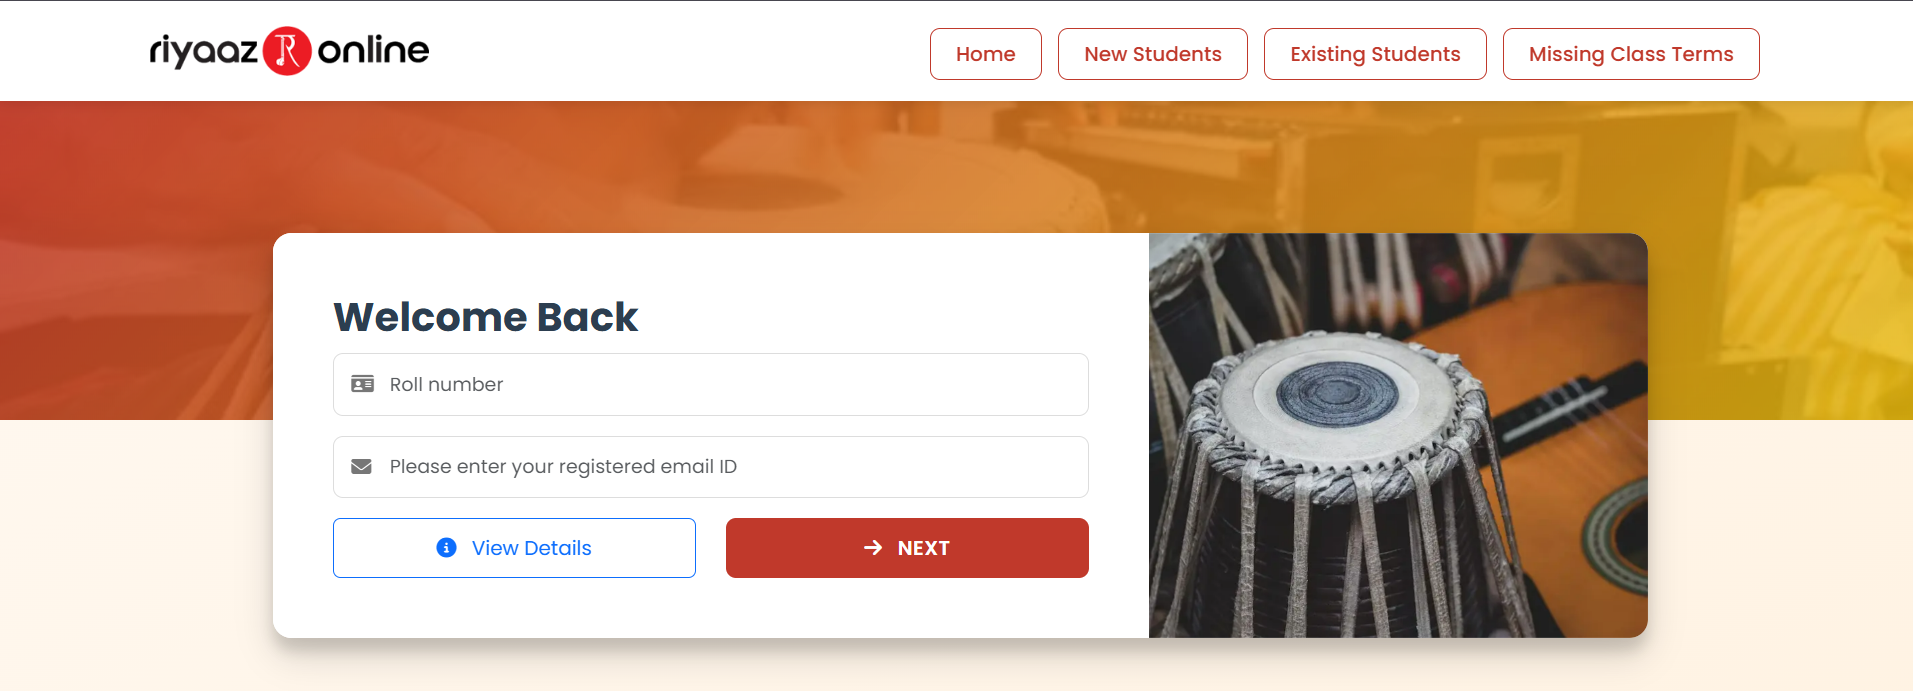 riyaaz online
Home
New Students
Existing Students
Missing Class Terms
Welcome Back
Roll number
Please enter your registered email ID
View Details
NEXT